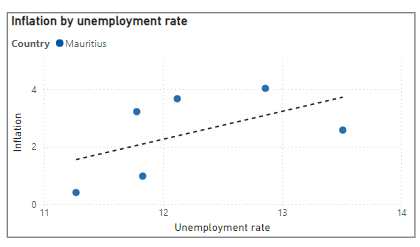 Inflation by unemployment rate
Country Mauritius
4
2
0
Inflation
11 12 13 14
Unemployment rate